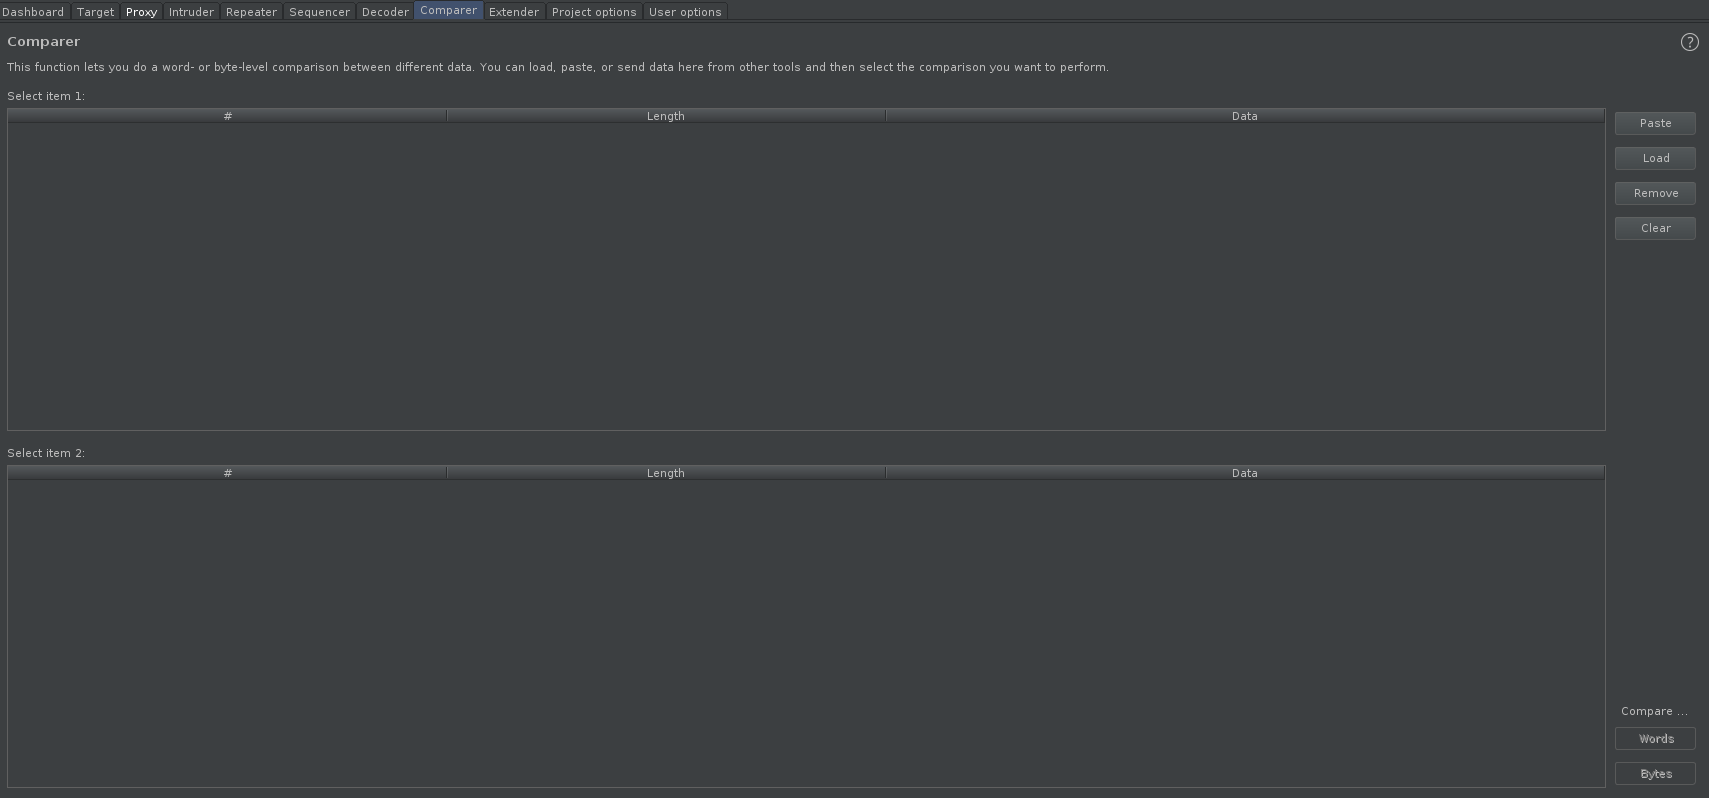 Dashboard Target Proxy Intruder Repeater Sequencer Decoder Comparer Extender Project options User options
Comparer
?
This function lets you do a word- or byte-level comparison between different data. You can load, paste, or send data here from other tools and then select the comparison you want to perform.
Select item 1:
# Length Data
Paste
Load
Remove
Clear
Select item 2:
# Length Data
Compare ...
Words
Bytes